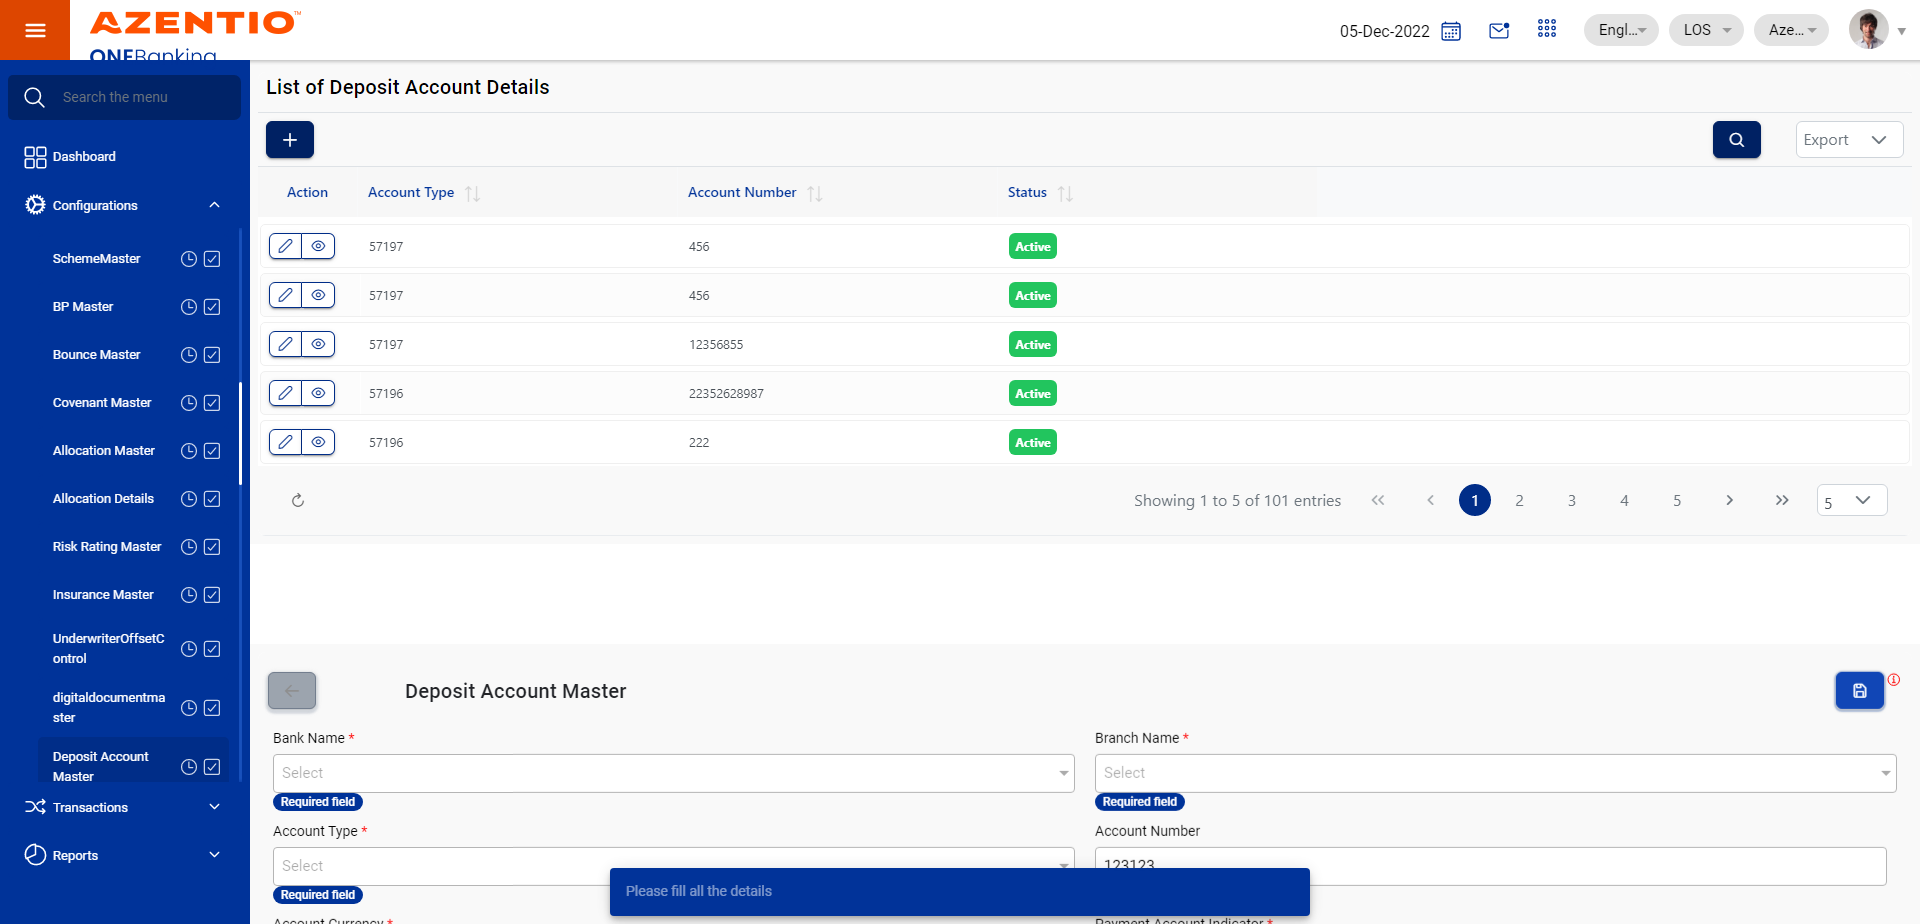 AZENTIO™
ONEBanking
05-Dec-2022
Engl...
LOS
Aze...
Search the menu
Dashboard
Configurations
SchemeMaster
BP Master
Bounce Master
Covenant Master
Allocation Master
Allocation Details
Risk Rating Master
Insurance Master
UnderwriterOffsetC
ontrol
digitaldocumentma
ster
Deposit Account
Master
Transactions
Reports
List of Deposit Account Details
Export
Action Account Type Account Number Status
57197 456 Active
57197 456 Active
57197 12356855 Active
57196 22352628987 Active
57196 222 Active
Showing 1 to 5 of 101 entries
1 2 3 4 5
5
Deposit Account Master
Bank Name *
Select
Required field
Branch Name *
Select
Required field
Account Type *
Select
Required field
Account Number
123123
Please fill all the details
Account Currency *
Payment Account Indicator *